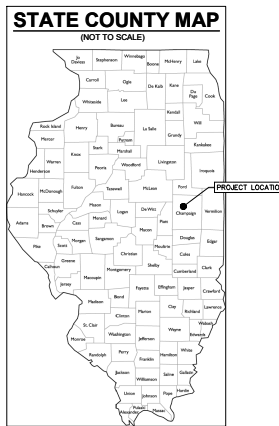 STATE COUNTY MAP
(NOT TO SCALE)
Jo Daviess Stephenson Winnebago Boone McHenry Lake
Carroll Ogle De Kalb Kane Du Page Cook
Whiteside Lee
Kendall Will
Rock Island Henry Bureau La Salle Grundy
Mercer Putnam Kankakee
Stark Marshall
Knox Livingston
Warren Henderson Peoria Woodford Iroquois
Ford
Fulton Tazewell McLean
PROJECT LOCATIO
Hancock McDonough
Mason De Witt Champaign Vermilion
Schuyler Logan
Adams Menard Piatt
Brown Cass Macon
Douglas Edgar
Pike Scott Morgan Sangamon Moultrie
Christian Coles
Greene Shelby Clark
Calhoun Cumberland
Macoupin Montgomery
Jersey Fayette Effingham Jasper Crawford
Madison Bond
Clay Richland Lawrence
Clinton Marion
St. Clair Wayne Wabash
Edwards
Washington Jefferson
Monroe
Randolph Perry Hamilton White
Franklin
Jackson Saline Gallatin
Williamson
Union Johnson Pope Hardin
Pulaski
Alexander Massac